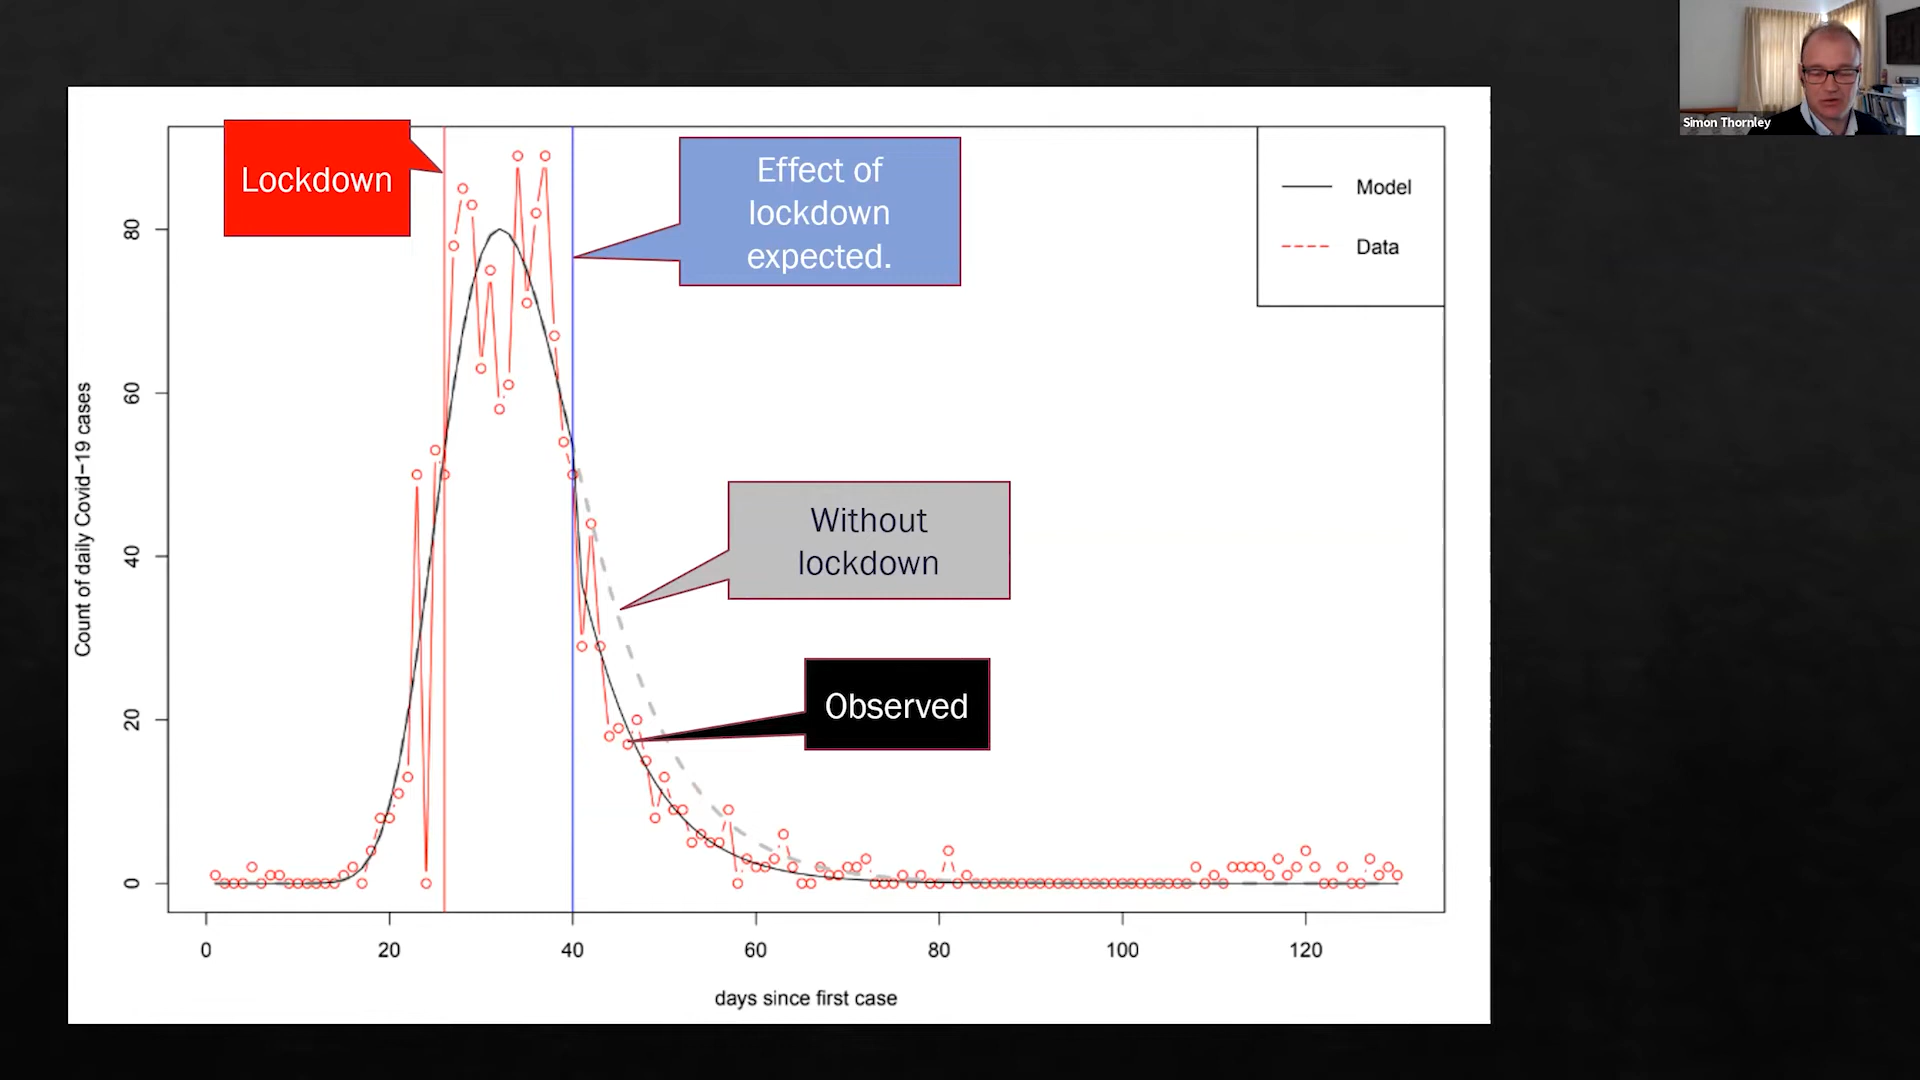 Simon Thornley
Lockdown
Effect of
lockdown
expected.
Model
Data
Without
lockdown
Observed
Count of daily Covid−19 cases
80
60
40
20
0
0 20 40 60 80 100 120
days since first case